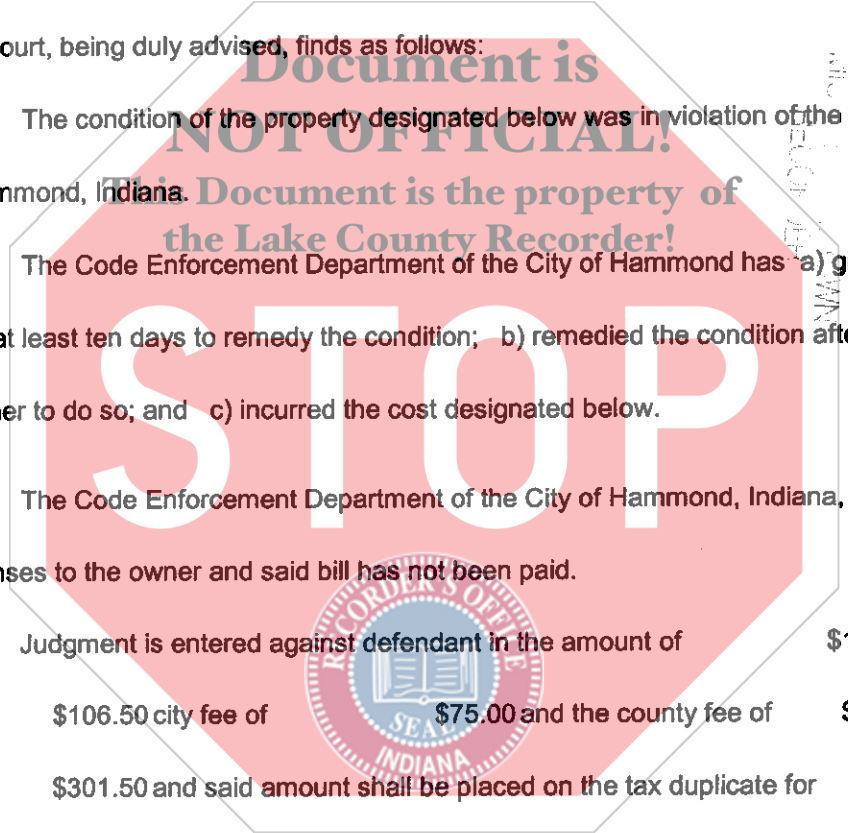 ourt, being duly advised, finds as follows:
Document is
The condition of the property designated below was in violation of the
NOT OFFICIAL!
mmond, Indiana.
This Document is the property of
the Lake County Recorder!
The Code Enforcement Department of the City of Hammond has a) g
at least ten days to remedy the condition; b) remedied the condition afte
er to do so; and c) incurred the cost designated below.
STOP
The Code Enforcement Department of the City of Hammond, Indiana,
nses to the owner and said bill has not been paid.
RECORDER'S OFFICE
Judgment is entered against defendant in the amount of $1
$106.50 city fee of $75.00 and the county fee of $
SEAL
INDIANA
$301.50 and said amount shall be placed on the tax duplicate for